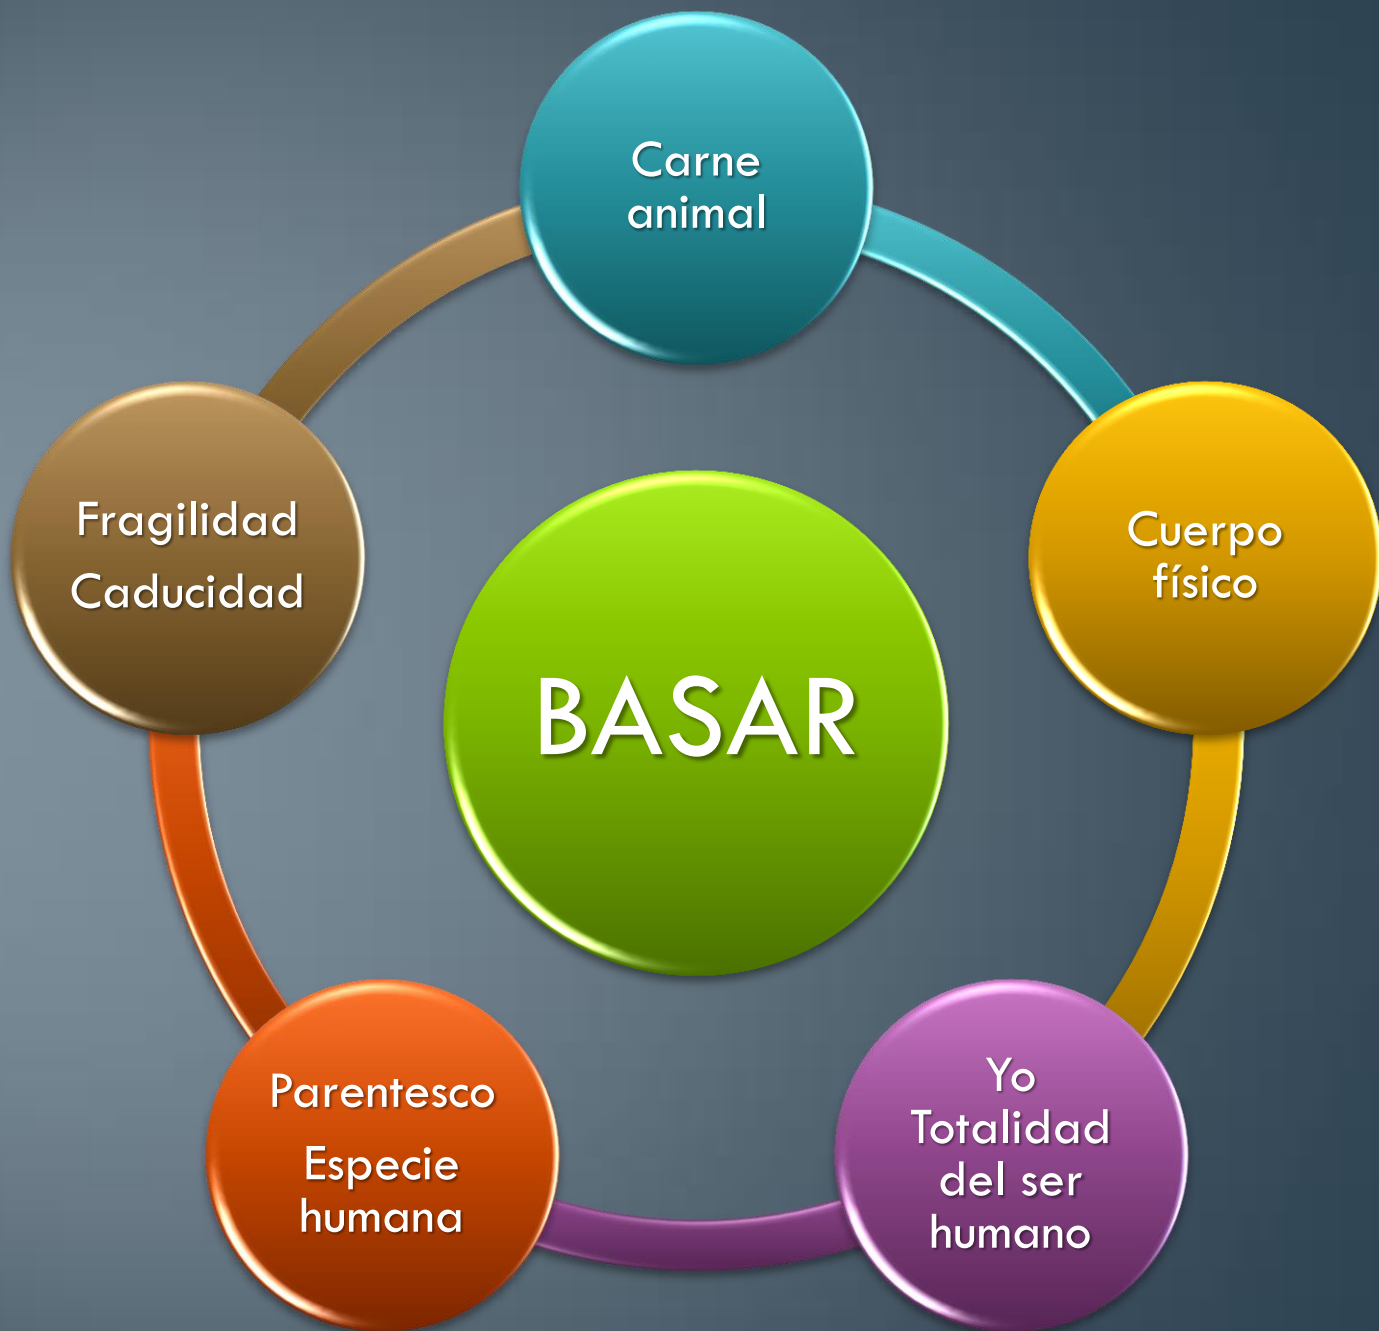 Carne
animal
Cuerpo
físico
Yo
Totalidad
del ser
humano
Parentesco
Especie
humana
Fragilidad
Caducidad
BASAR